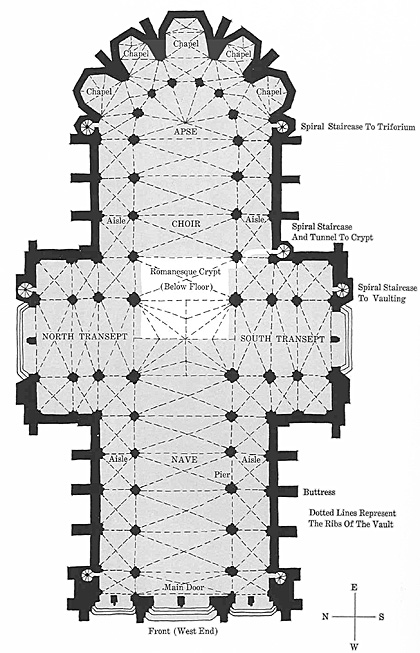 Chapel
Chapel
Chapel
Chapel
Chapel
APSE
Spiral Staircase To Triforium
Aisle
CHOIR
Aisle
Spiral Staircase
And Tunnel To Crypt
Romanesque Crypt
(Below Floor)
Spiral Staircase
To Vaulting
NORTH TRANSEPT
SOUTH TRANSEPT
Aisle
NAVE
Aisle
Pier
Buttress
Dotted Lines Represent
The Ribs Of The Vault
Main Door
Front (West End)
E
N
S
W